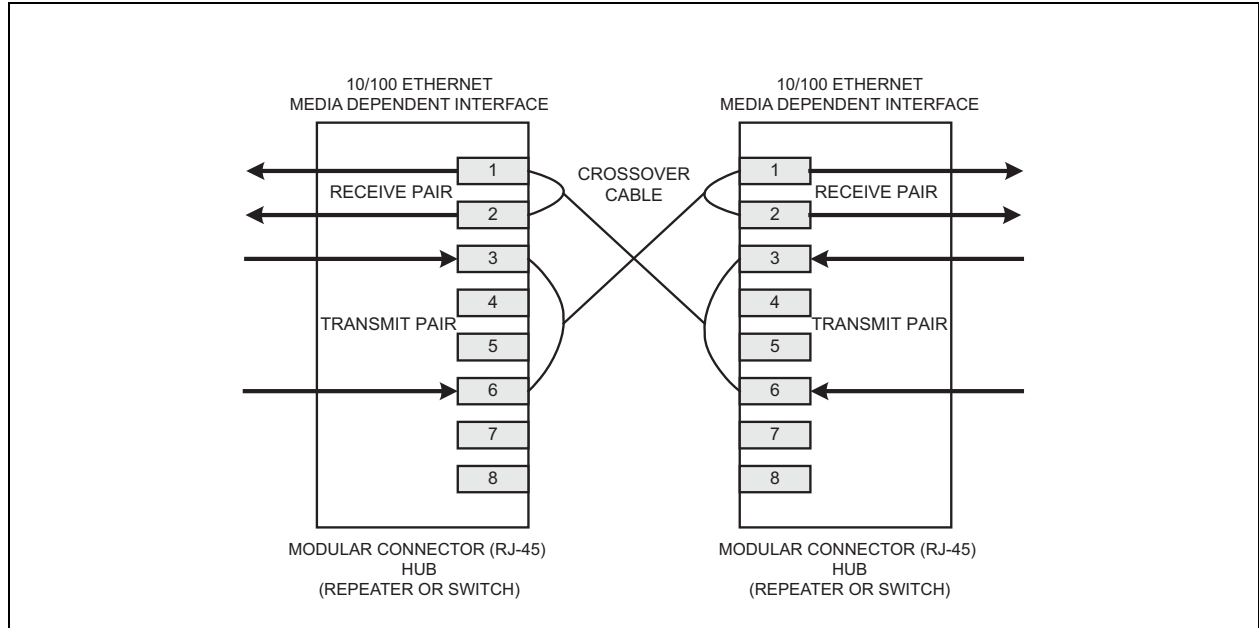 10/100 ETHERNET
MEDIA DEPENDENT INTERFACE
1
RECEIVE PAIR
2
3
4
TRANSMIT PAIR
5
6
7
8
MODULAR CONNECTOR (RJ-45)
HUB
(REPEATER OR SWITCH)
CROSSOVER
CABLE
10/100 ETHERNET
MEDIA DEPENDENT INTERFACE
1
RECEIVE PAIR
2
3
4
TRANSMIT PAIR
5
6
7
8
MODULAR CONNECTOR (RJ-45)
HUB
(REPEATER OR SWITCH)